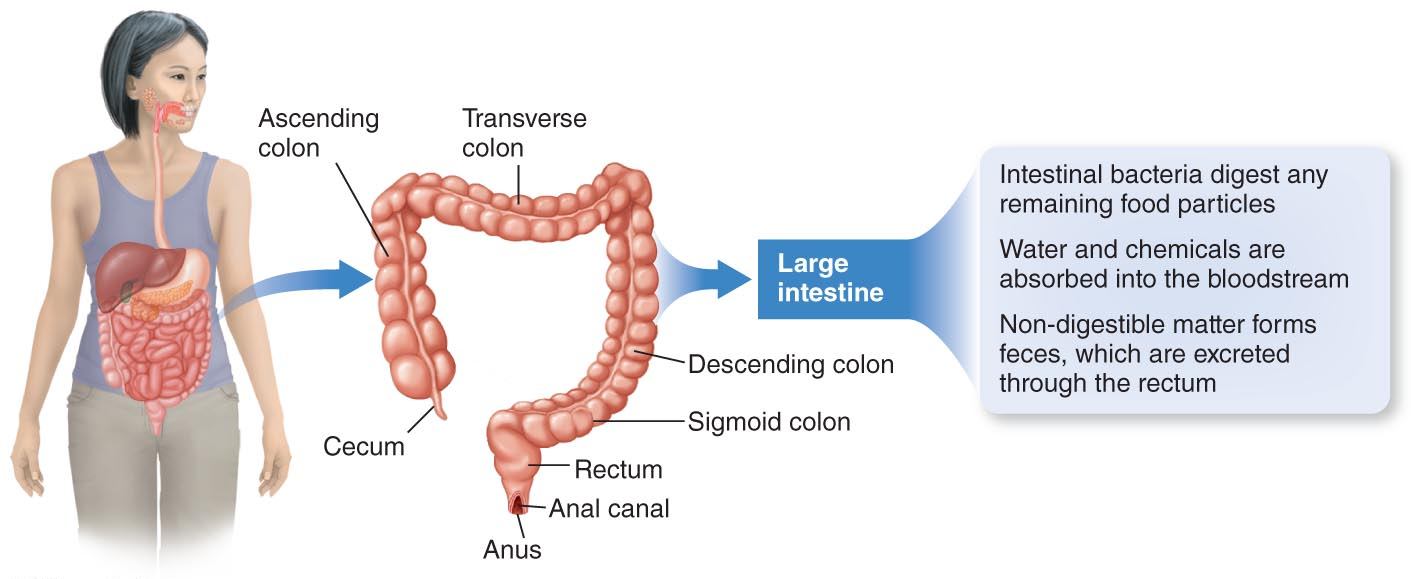 Ascending
colon
Transverse
colon
Large
intestine
Descending colon
Sigmoid colon
Cecum
Rectum
Anal canal
Anus
Intestinal bacteria digest any
remaining food particles
Water and chemicals are
absorbed into the bloodstream
Non-digestible matter forms
feces, which are excreted
through the rectum